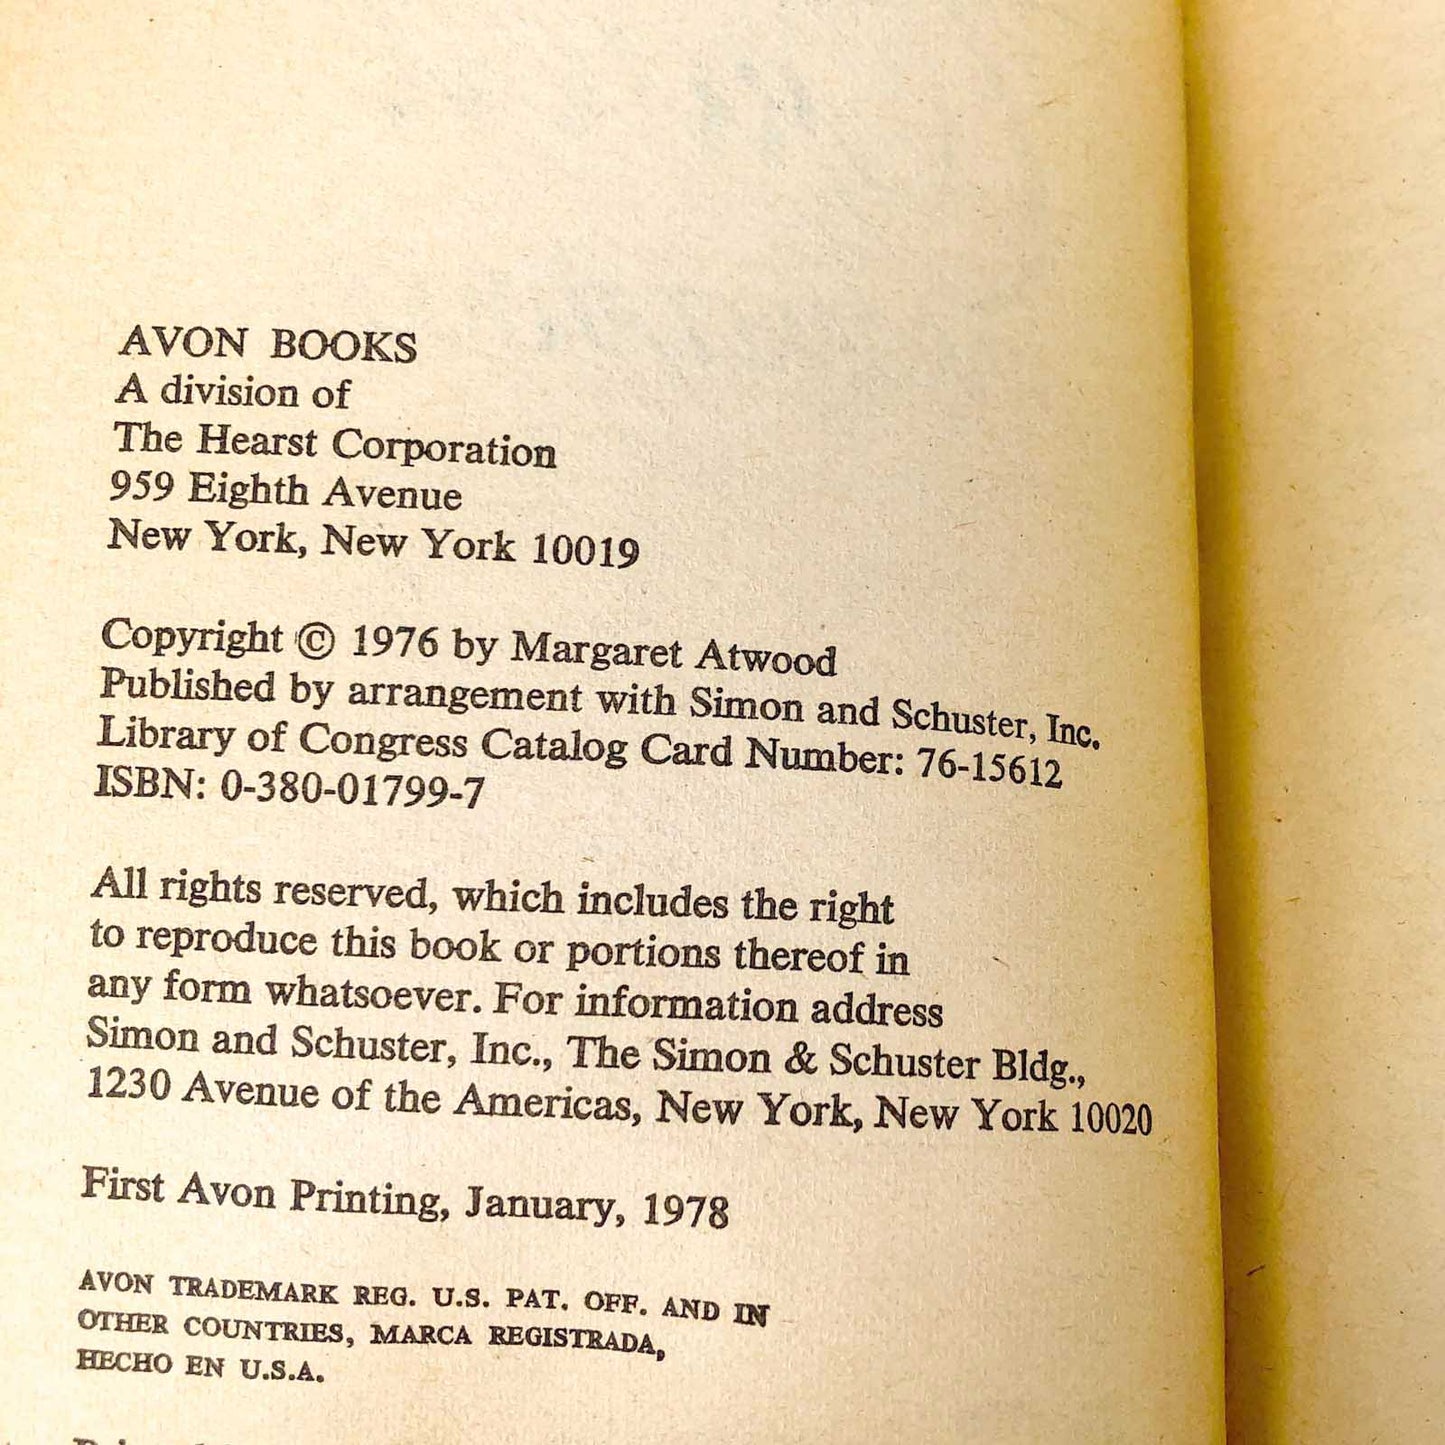 AVON BOOKS
A division of
The Hearst Corporation
959 Eighth Avenue
New York, New York 10019
Copyright © 1976 by Margaret Atwood
Published by arrangement with Simon and Schuster, Inc.
Library of Congress Catalog Card Number: 76-15612
ISBN: 0-380-01799-7
All rights reserved, which includes the right
to reproduce this book or portions thereof in
any form whatsoever. For information address
Simon and Schuster, Inc., The Simon & Schuster Bldg.,
1230 Avenue of the Americas, New York, New York 10020
First Avon Printing, January, 1978
AVON TRADEMARK REG. U.S. PAT. OFF. AND IN
OTHER COUNTRIES, MARCA REGISTRADA,
HECHO EN U.S.A.